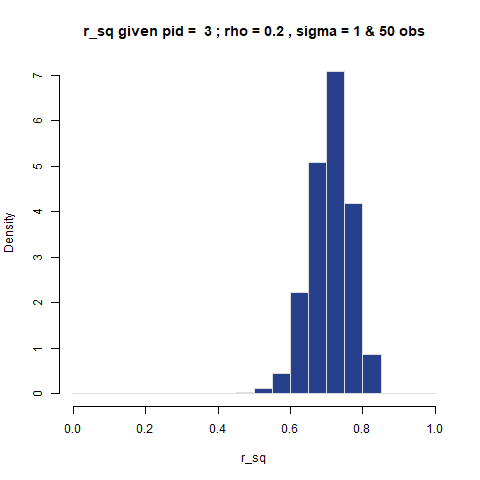 r_sq given pid =  3 ; rho = 0.2 , sigma = 1 & 50 obs
Density
7
6
5
4
3
2
1
0
0.0 0.2 0.4 0.6 0.8 1.0
r_sq